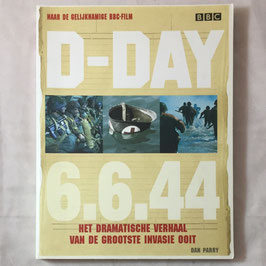 NAAR DE GELIJKNAMIGE BBC-FILM
BBC
D-DAY
6.6.44
HET DRAMATISCHE VERHAAL
VAN DE GROOTSTE INVASIE OOIT
DAN PARRY